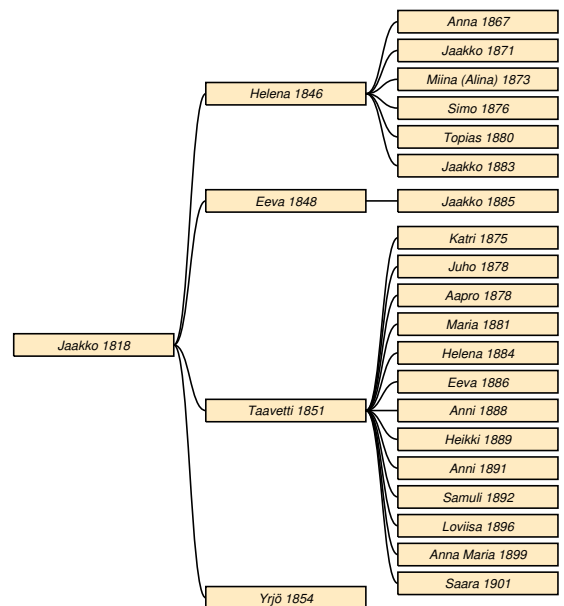 Jaakko 1818
Helena 1846
Anna 1867
Jaakko 1871
Miina (Alina) 1873
Simo 1876
Topias 1880
Jaakko 1883
Eeva 1848
Jaakko 1885
Taavetti 1851
Katri 1875
Juho 1878
Aapro 1878
Maria 1881
Helena 1884
Eeva 1886
Anni 1888
Heikki 1889
Anni 1891
Samuli 1892
Loviisa 1896
Anna Maria 1899
Saara 1901
Yrjö 1854